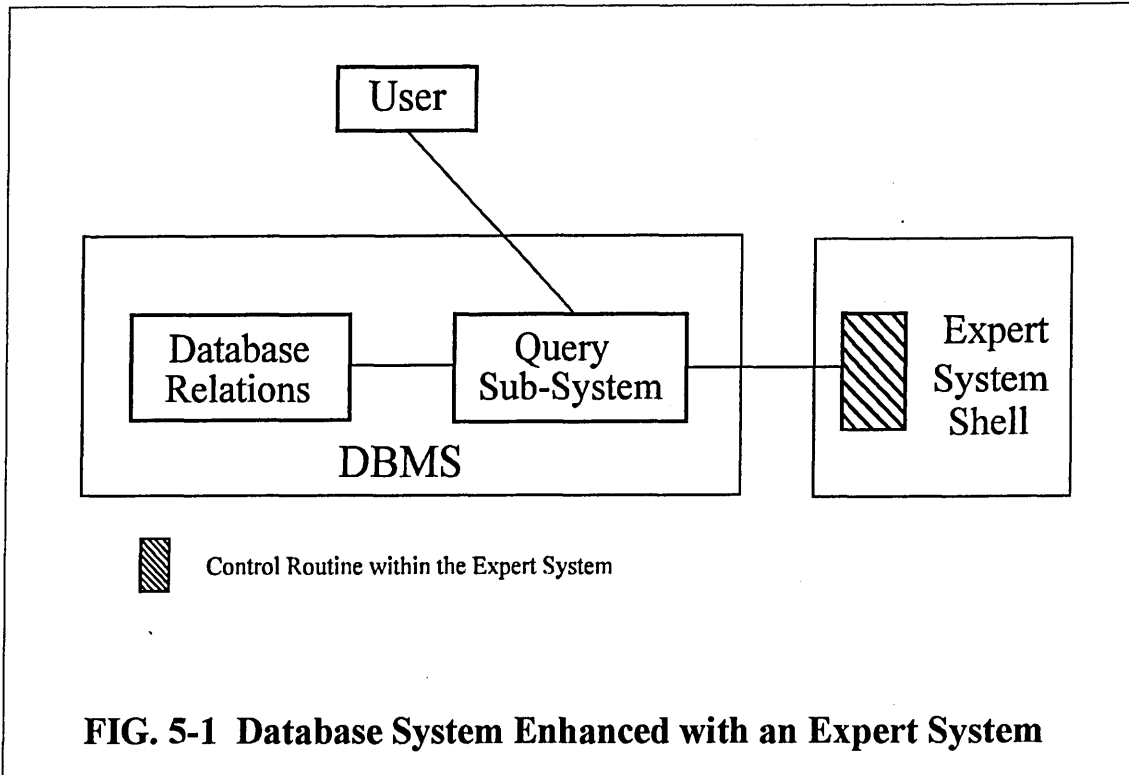 User
Database
Relations
Query
Sub-System
DBMS
Expert
System
Shell
Control Routine within the Expert System
FIG. 5-1 Database System Enhanced with an Expert System